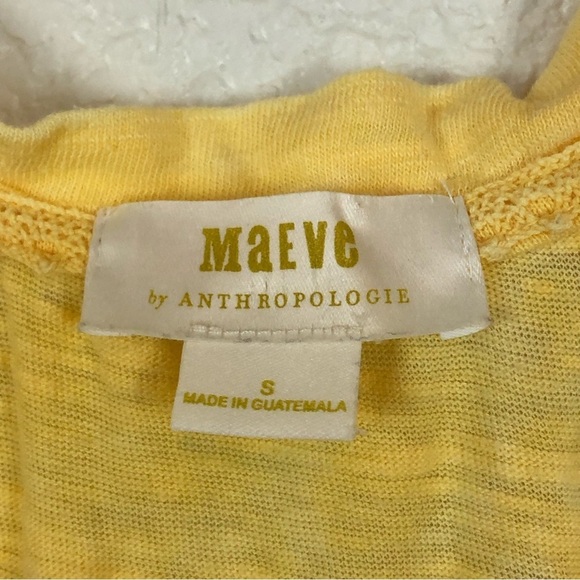 MaEVe
by ANTHROPOLOGIE
S
MADE IN GUATEMALA